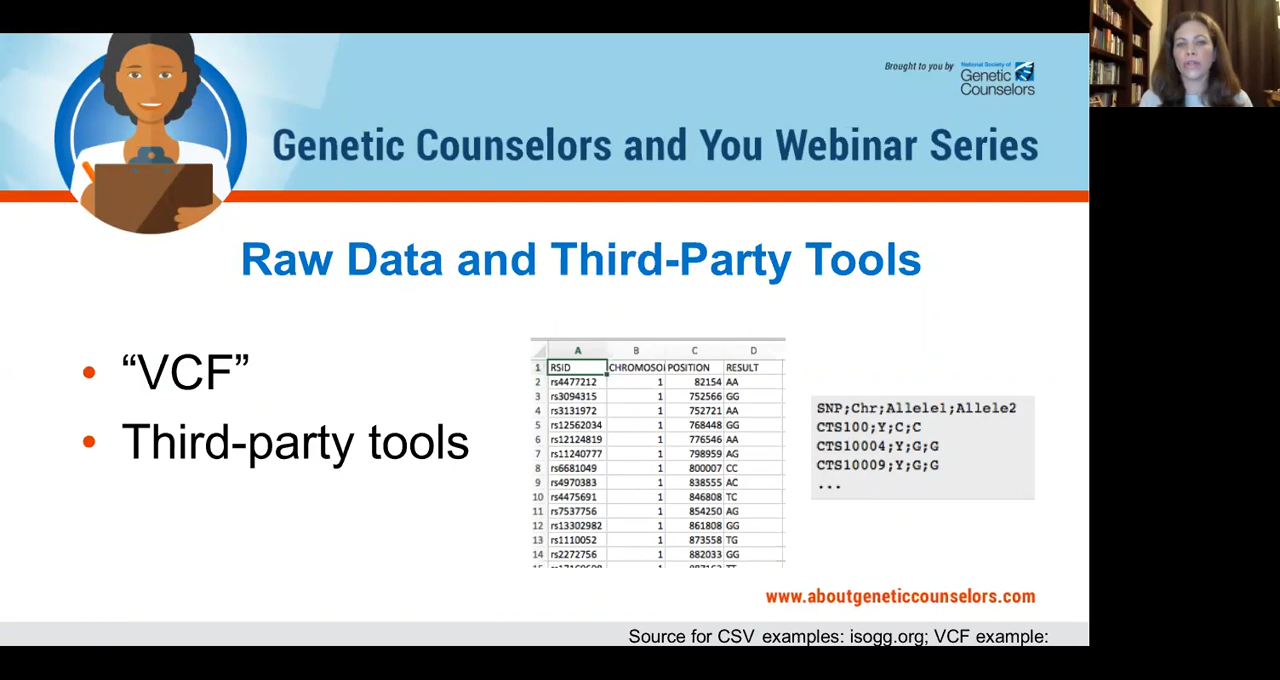 Brought to you by
National Society of
Genetic
Counselors
Genetic Counselors and You Webinar Series
Raw Data and Third-Party Tools
• “VCF”
• Third-party tools
A B C D
1 RSID CHROMOSOI POSITION RESULT
2 rs4477212 1 82154 AA
3 rs3094315 1 752566 GG
4 rs3131972 1 752721 AA
5 rs12562034 1 768448 GG
6 rs12124819 1 776546 AA
7 rs11240777 1 798959 AG
8 rs6681049 1 800007 CC
9 rs4970383 1 838555 AC
10 rs4475691 1 846808 TC
11 rs7537756 1 854250 AG
12 rs13302982 1 861808 GG
13 rs1110052 1 873558 TG
14 rs2272756 1 882033 GG
SNP;Chr;Allele1;Allele2
CTS100;Y;C;C
CTS10004;Y;G;G
CTS10009;Y;G;G
...
www.aboutgeneticcounselors.com
Source for CSV examples: isogg.org; VCF example: